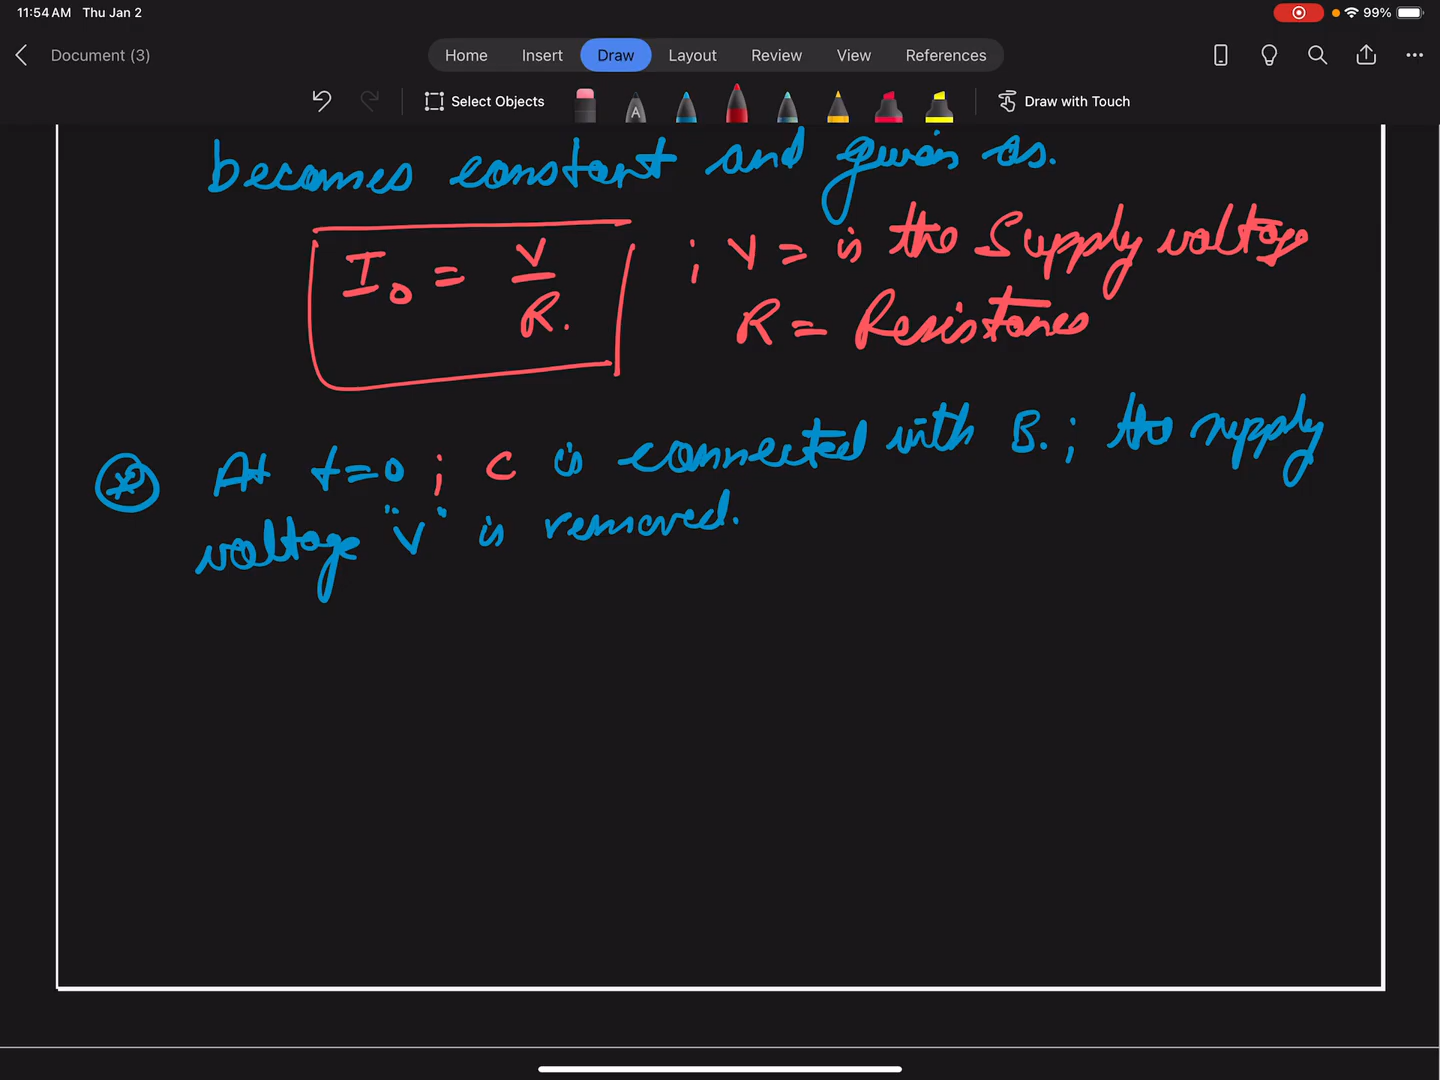 11:54 AM Thu Jan 2 99%
Document (3) Home Insert Draw Layout Review View References
Select Objects A Draw with Touch
becomes constant and given as.
I₀ = V/R. ; V = is the Supply voltage
R = Resistance
At t=0 ; C is connected with B. ; the supply
voltage "V" is removed.